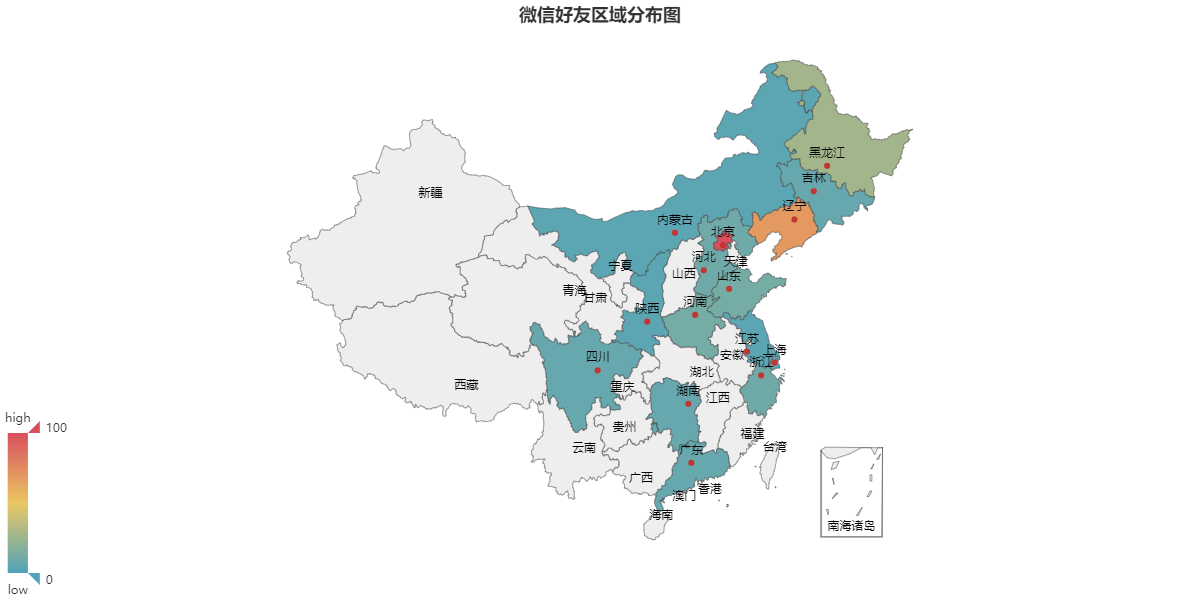 微信好友区域分布图
黑龙江
吉林
新疆
辽宁
内蒙古
北京
河北
天津
宁夏
山西
山东
青海
甘肃
河南
陕西
江苏
上海
安徽
四川
浙江
湖北
西藏
重庆
湖南
江西
high
100
贵州
福建
云南
广东
台湾
广西
香港
澳门
海南
南海诸岛
0
low